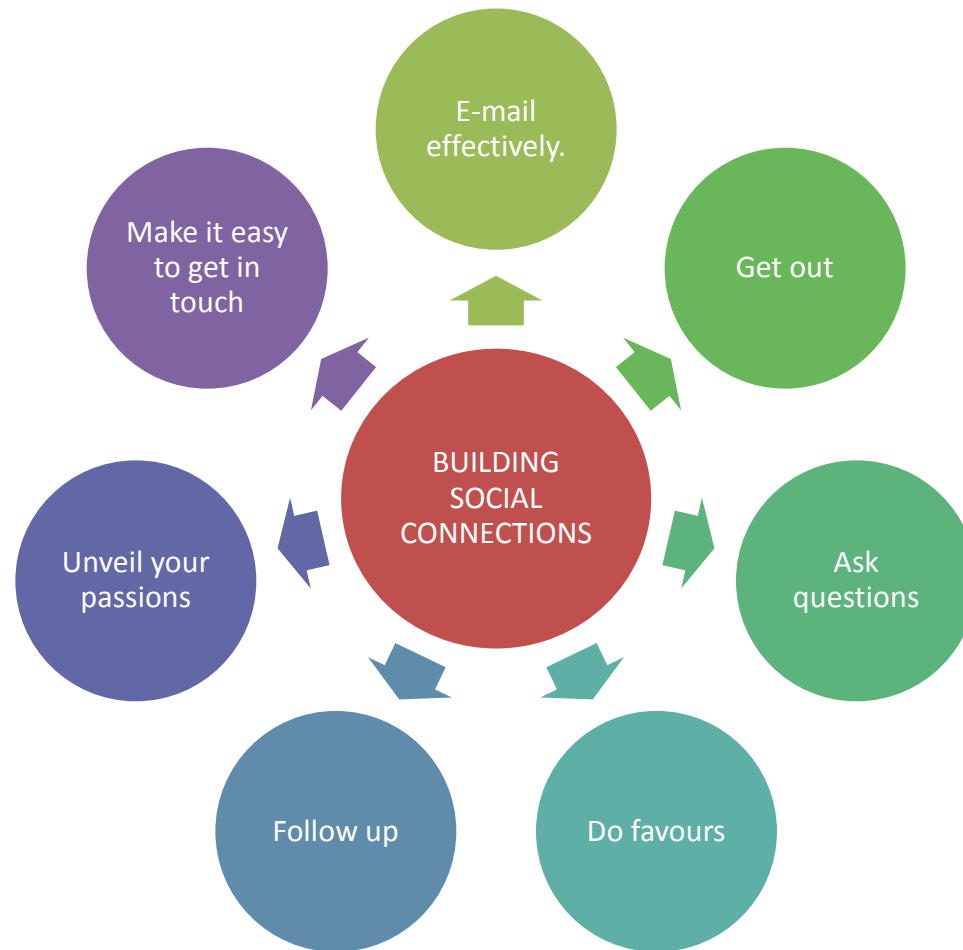 E-mail
effectively.
Get out
Ask
questions
Do favours
Follow up
Unveil your
passions
Make it easy
to get in
touch
BUILDING
SOCIAL
CONNECTIONS